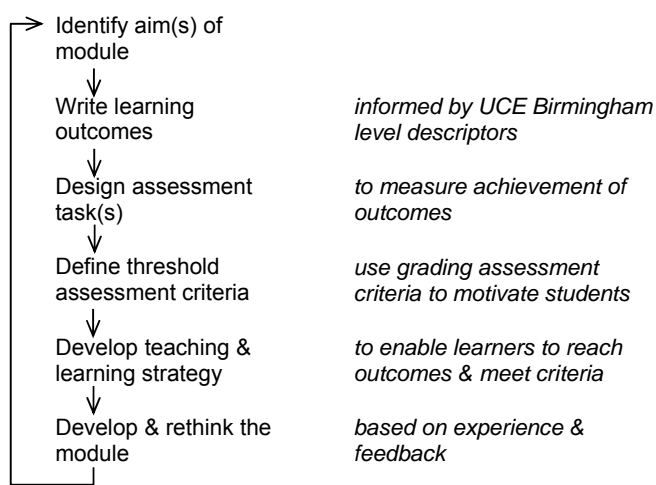 Identify aim(s) of
module
Write learning
outcomes
informed by UCE Birmingham
level descriptors
Design assessment
task(s)
to measure achievement of
outcomes
Define threshold
assessment criteria
use grading assessment
criteria to motivate students
Develop teaching &
learning strategy
to enable learners to reach
outcomes & meet criteria
Develop & rethink the
module
based on experience &
feedback